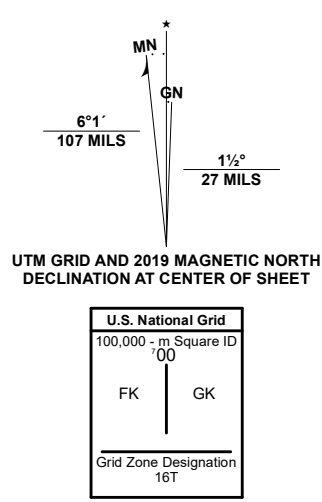 ★
MN
GN
6°1´
107 MILS
1½°
27 MILS
UTM GRID AND 2019 MAGNETIC NORTH
DECLINATION AT CENTER OF SHEET
U.S. National Grid
100,000 - m Square ID
⁷00
FK GK
Grid Zone Designation
16T